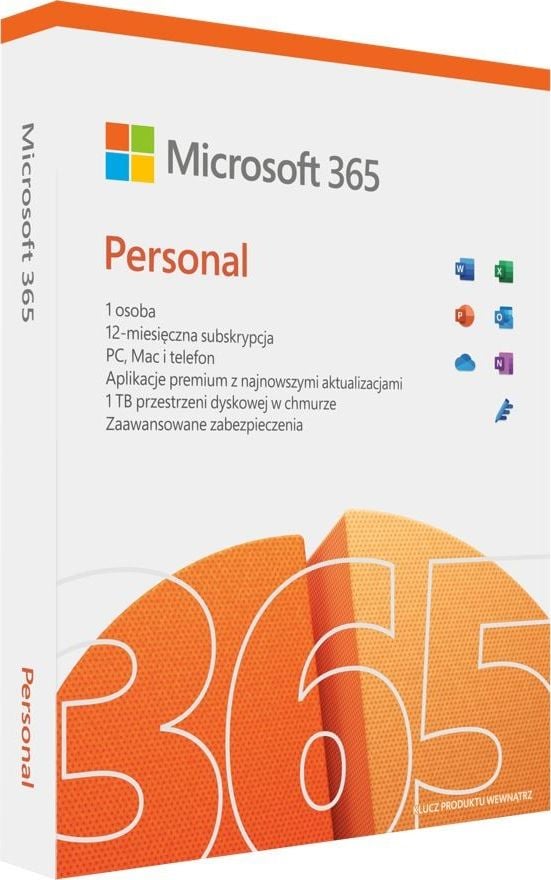 Microsoft 365
Personal
Microsoft 365
Personal
1 osoba
12-miesięczna subskrypcja
PC, Mac i telefon
Aplikacje premium z najnowszymi aktualizacjami
1 TB przestrzeni dyskowej w chmurze
Zaawansowane zabezpieczenia
W
X
P
O
N
365
KLUCZ PRODUKTU WEWNĄTRZ